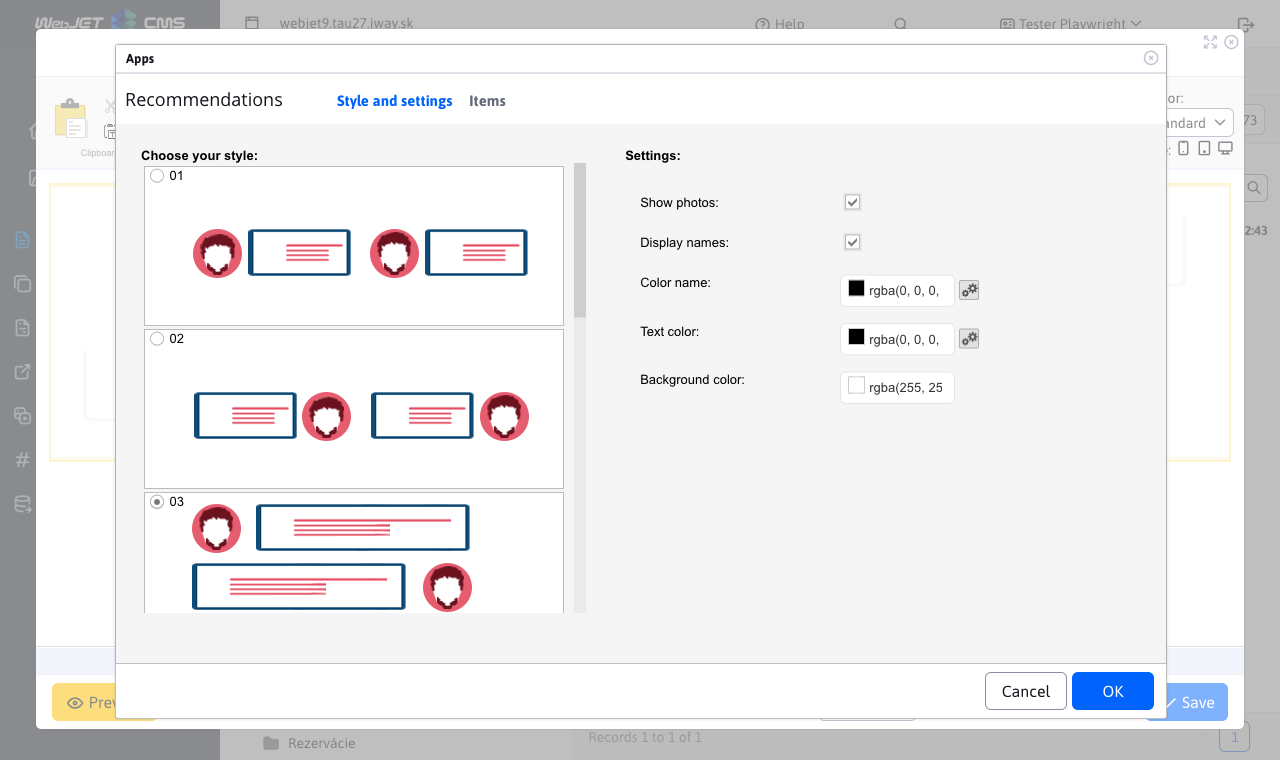 WebJET CMS
webjet9.tau27.iway.sk
Help
Tester Playwright
Apps
Recommendations
Style and settings
Items
Clipboar
or:
ndard
73
e:
2:43
Choose your style:
01
02
03
Settings:
Show photos:
Display names:
Color name:
rgba(0, 0, 0,
Text color:
rgba(0, 0, 0,
Background color:
rgba(255, 25
Cancel
OK
Prev
Save
Rezervácie
Records 1 to 1 of 1
1